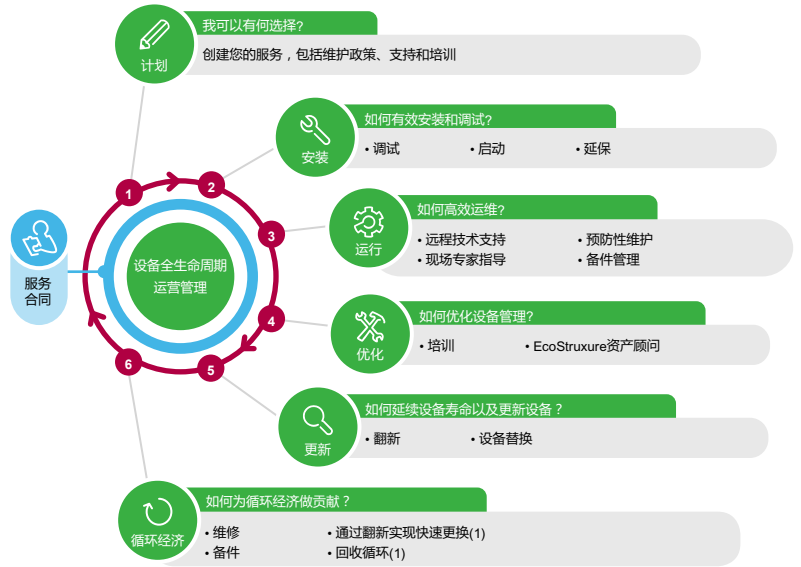 我可以有何选择?
计划
创建您的服务，包括维护政策、支持和培训
如何有效安装和调试?
安装
• 调试 • 启动 • 延保
1
2
3
4
5
6
如何高效运维?
运行
• 远程技术支持 • 预防性维护
• 现场专家指导 • 备件管理
服务
合同
设备全生命周期
运营管理
如何优化设备管理?
优化
• 培训 • EcoStruxure资产顾问
如何延续设备寿命以及更新设备？
更新
• 翻新 • 设备替换
如何为循环经济做贡献？
循环经济
• 维修 • 通过翻新实现快速更换(1)
• 备件 • 回收循环(1)